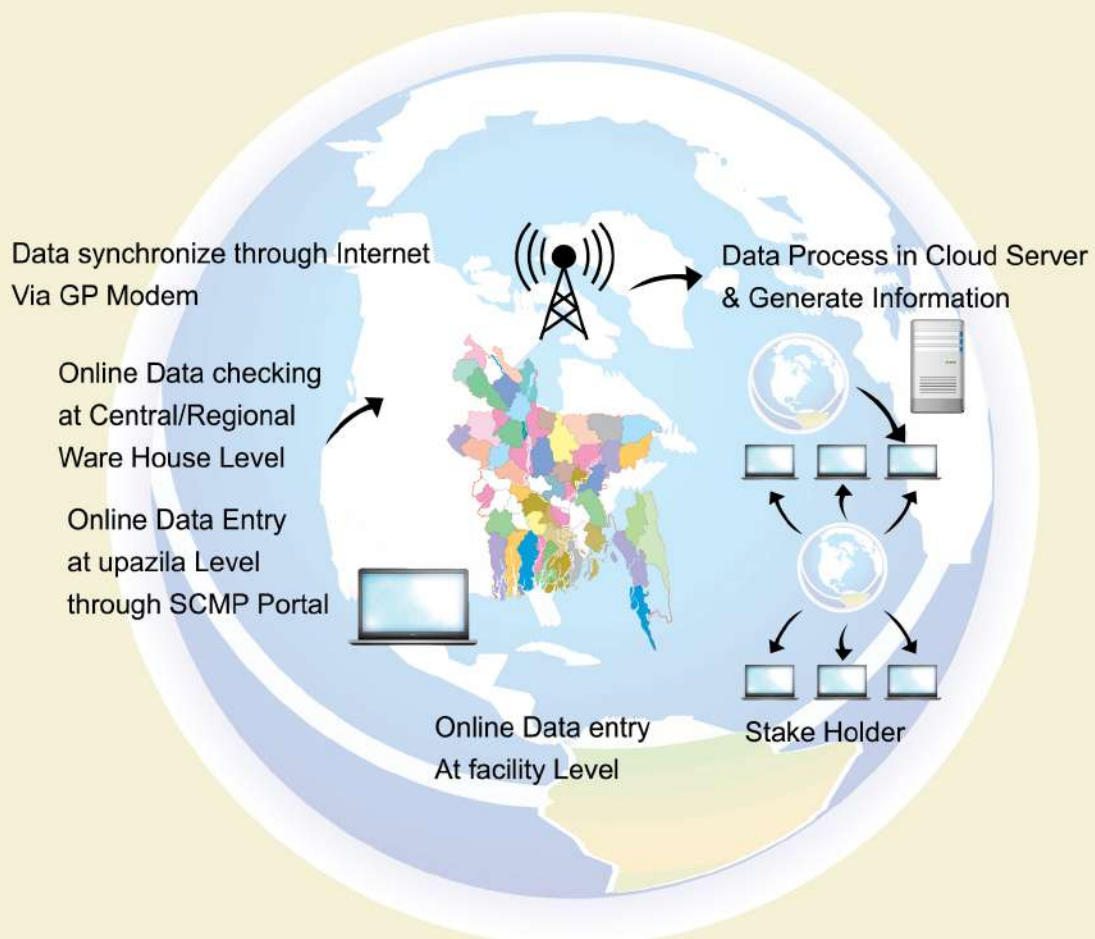 Data synchronize through Internet
Via GP Modem
Data Process in Cloud Server
& Generate Information
Online Data checking
at Central/Regional
Ware House Level
Online Data Entry
at upazila Level
through SCMP Portal
Online Data entry
At facility Level
Stake Holder